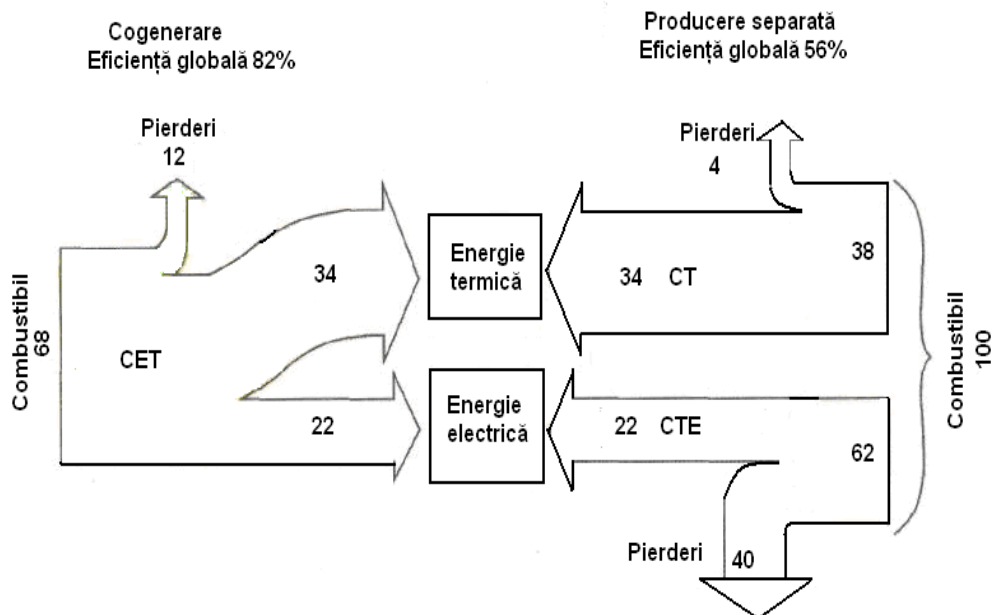 Cogenerare
Eficiență globală 82%
Producere separată
Eficiență globală 56%
Pierderi
12
Pierderi
4
Combustibil
68
CET
34
22
Energie
termică
Energie
electrică
34 CT
38
22 CTE
62
Pierderi
40
Combustibil
100